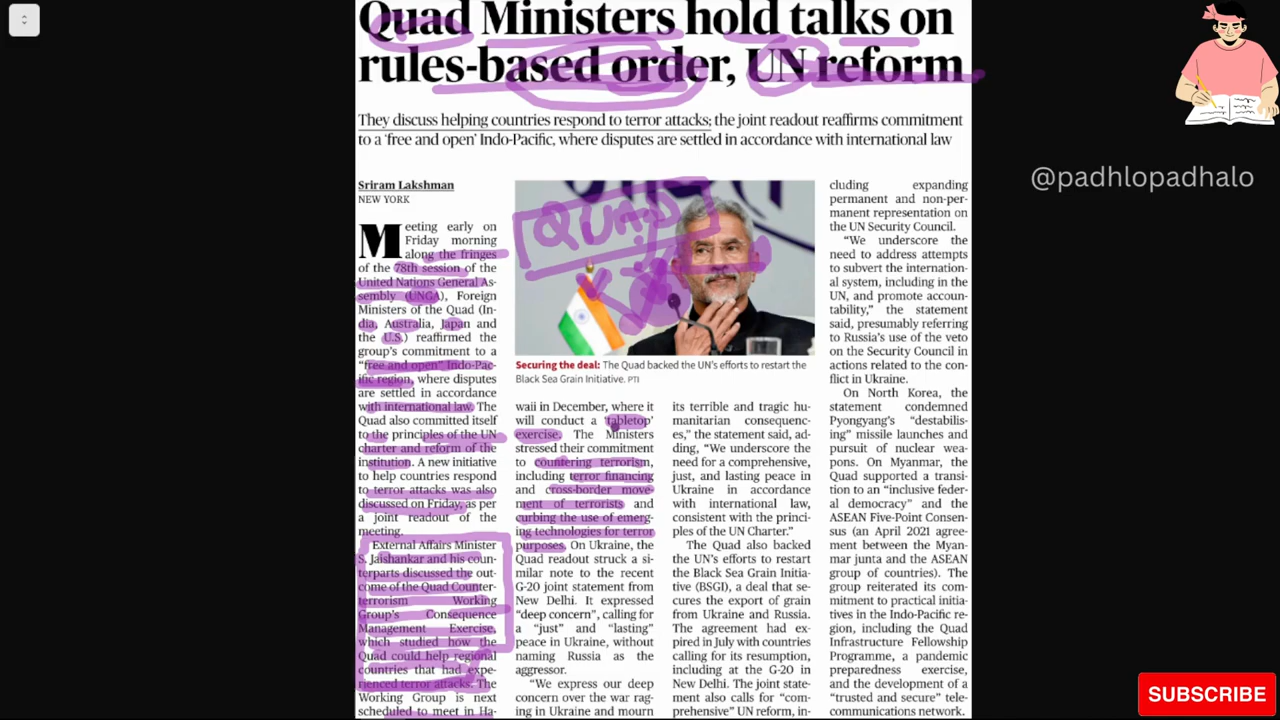 Quad Ministers hold talks on
rules-based order, UN reform
They discuss helping countries respond to terror attacks; the joint readout reaffirms commitment
to a ‘free and open’ Indo-Pacific, where disputes are settled in accordance with international law
Sriram Lakshman
NEW YORK
Meeting early on
Friday morning
along the fringes
of the 78th session of the
United Nations General As-
sembly (UNGA), Foreign
Ministers of the Quad (In-
dia, Australia, Japan and
the U.S.) reaffirmed the
group's commitment to a
“free and open” Indo-Pac-
ific region, where disputes
are settled in accordance
with international law. The
Quad also committed itself
to the principles of the UN
charter and reform of the
institution. A new initiative
to help countries respond
to terror attacks was also
discussed on Friday, as per
a joint readout of the
meeting.
External Affairs Minister
S. Jaishankar and his coun-
terparts discussed the out-
come of the Quad Counter-
terrorism Working
Group's Consequence
Management Exercise,
which studied how the
Quad could help regional
countries that had expe-
rienced terror attacks. The
Working Group is next
scheduled to meet in Ha-
QUAD
Securing the deal: The Quad backed the UN's efforts to restart the
Black Sea Grain Initiative. PTI
waii in December, where it
will conduct a ‘tabletop’
exercise. The Ministers
stressed their commitment
to countering terrorism,
including terror financing
and cross-border move-
ment of terrorists and
curbing the use of emerg-
ing technologies for terror
purposes. On Ukraine, the
Quad readout struck a si-
milar note to the recent
G-20 joint statement from
New Delhi. It expressed
“deep concern”, calling for
a “just” and “lasting”
peace in Ukraine, without
naming Russia as the
aggressor.
“We express our deep
concern over the war rag-
ing in Ukraine and mourn
its terrible and tragic hu-
manitarian consequenc-
es,” the statement said, ad-
ding, “We underscore the
need for a comprehensive,
just, and lasting peace in
Ukraine in accordance
with international law,
consistent with the princi-
ples of the UN Charter.”
The Quad also backed
the UN's efforts to restart
the Black Sea Grain Initia-
tive (BSGI), a deal that se-
cures the export of grain
from Ukraine and Russia.
The agreement had ex-
pired in July with countries
calling for its resumption,
including at the G-20 in
New Delhi. The joint state-
ment also calls for “com-
prehensive” UN reform, in-
cluding expanding
permanent and non-per-
manent representation on
the UN Security Council.
“We underscore the
need to address attempts
to subvert the internation-
al system, including in the
UN, and promote accoun-
tability,” the statement
said, presumably referring
to Russia's use of the veto
on the Security Council in
actions related to the con-
flict in Ukraine.
On North Korea, the
statement condemned
Pyongyang's “destabilis-
ing” missile launches and
pursuit of nuclear wea-
pons. On Myanmar, the
Quad supported a transi-
tion to an “inclusive feder-
al democracy” and the
ASEAN Five-Point Consen-
sus (an April 2021 agree-
ment between the Myan-
mar junta and the ASEAN
group of countries). The
group reiterated its com-
mitment to practical initia-
tives in the Indo-Pacific re-
gion, including the Quad
Infrastructure Fellowship
Programme, a pandemic
preparedness exercise,
and the development of a
“trusted and secure” tele-
communications network.
@padhlopadhalo
SUBSCRIBE